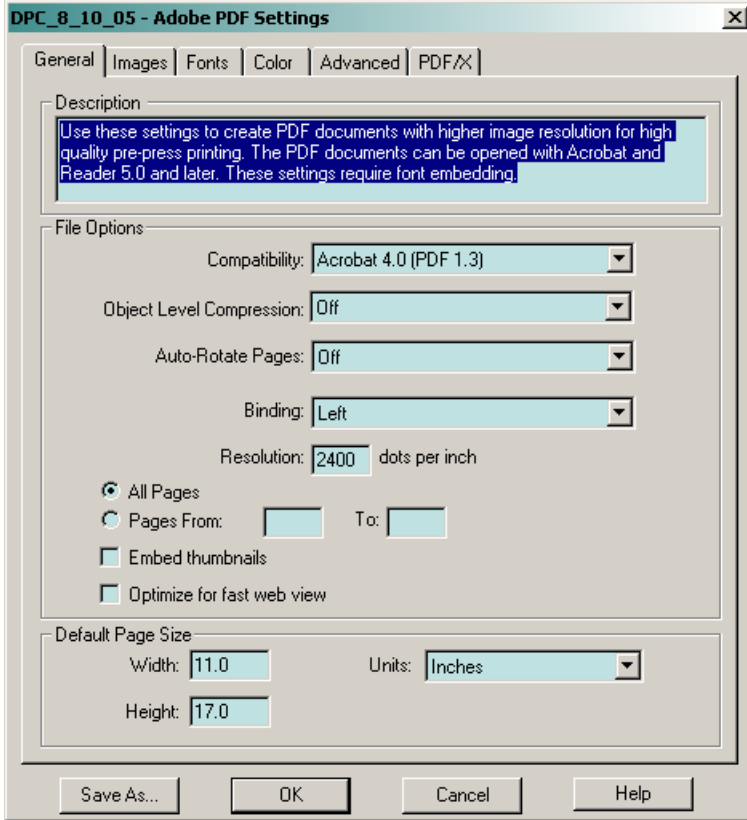 DPC_8_10_05 - Adobe PDF Settings
General Images Fonts Color Advanced PDF/X
Description
Use these settings to create PDF documents with higher image resolution for high
quality pre-press printing. The PDF documents can be opened with Acrobat and
Reader 5.0 and later. These settings require font embedding.
File Options
Compatibility: Acrobat 4.0 (PDF 1.3)
Object Level Compression: Off
Auto-Rotate Pages: Off
Binding: Left
Resolution: 2400 dots per inch
All Pages
Pages From: To:
Embed thumbnails
Optimize for fast web view
Default Page Size
Width: 11.0 Units: Inches
Height: 17.0
Save As... OK Cancel Help